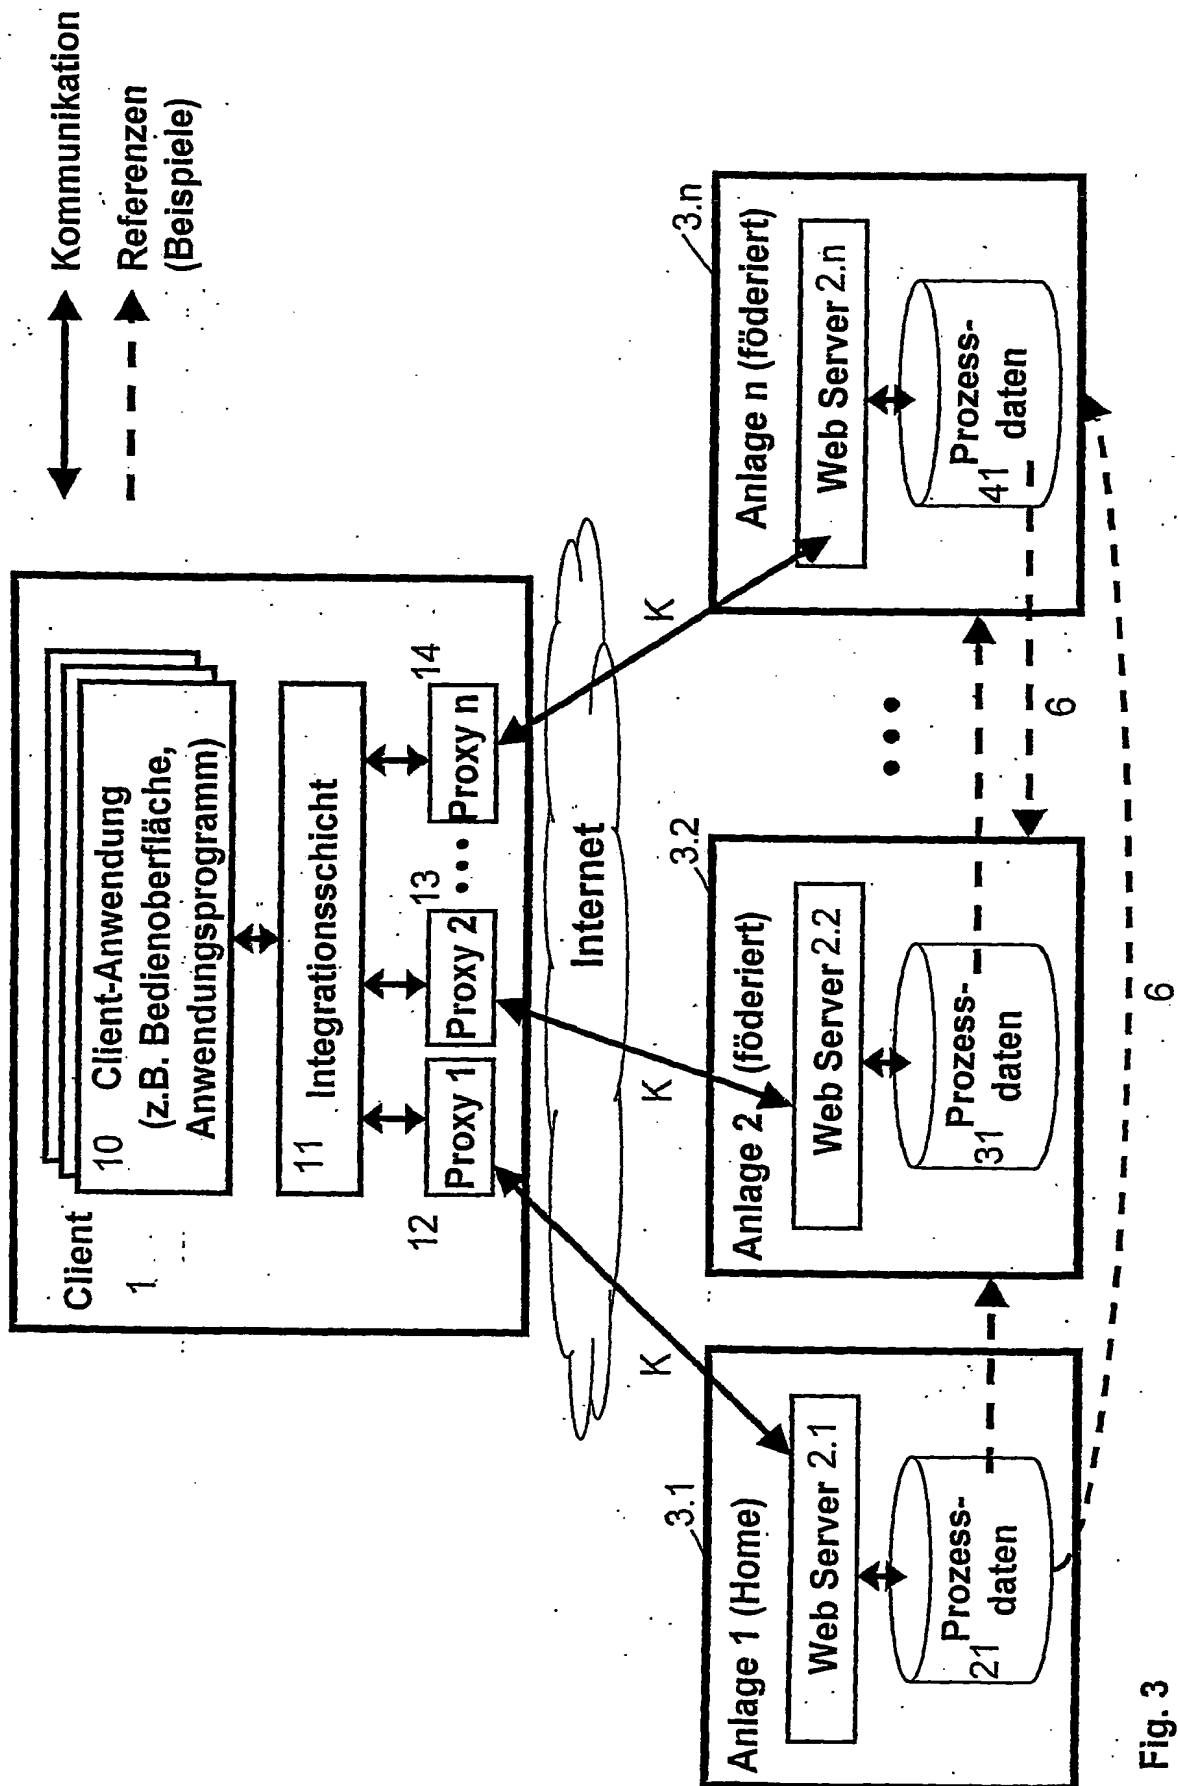 Kommunikation
Referenzen
(Beispiele)
Client
1
10 Client-Anwendung
(z.B. Bedienoberfläche,
Anwendungsprogramm)
11 Integrationsschicht
12
Proxy 1
13
Proxy 2
•••
14
Proxy n
Internet
K
K
K
3.1
Anlage 1 (Home)
Web Server 2.1
Prozess-
21
daten
3.2
Anlage 2 (föderiert)
Web Server 2.2
Prozess-
31
daten
•••
3.n
Anlage n (föderiert)
Web Server 2.n
Prozess-
41
daten
6
6
Fig. 3